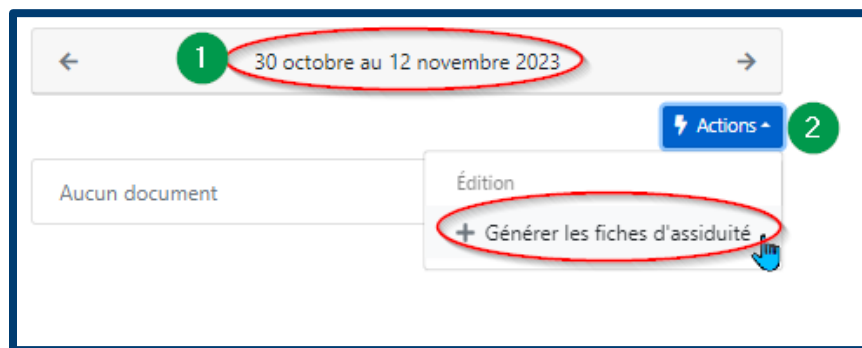 1 30 octobre au 12 novembre 2023
Actions 2
Aucun document
Édition
Générer les fiches d'assiduité